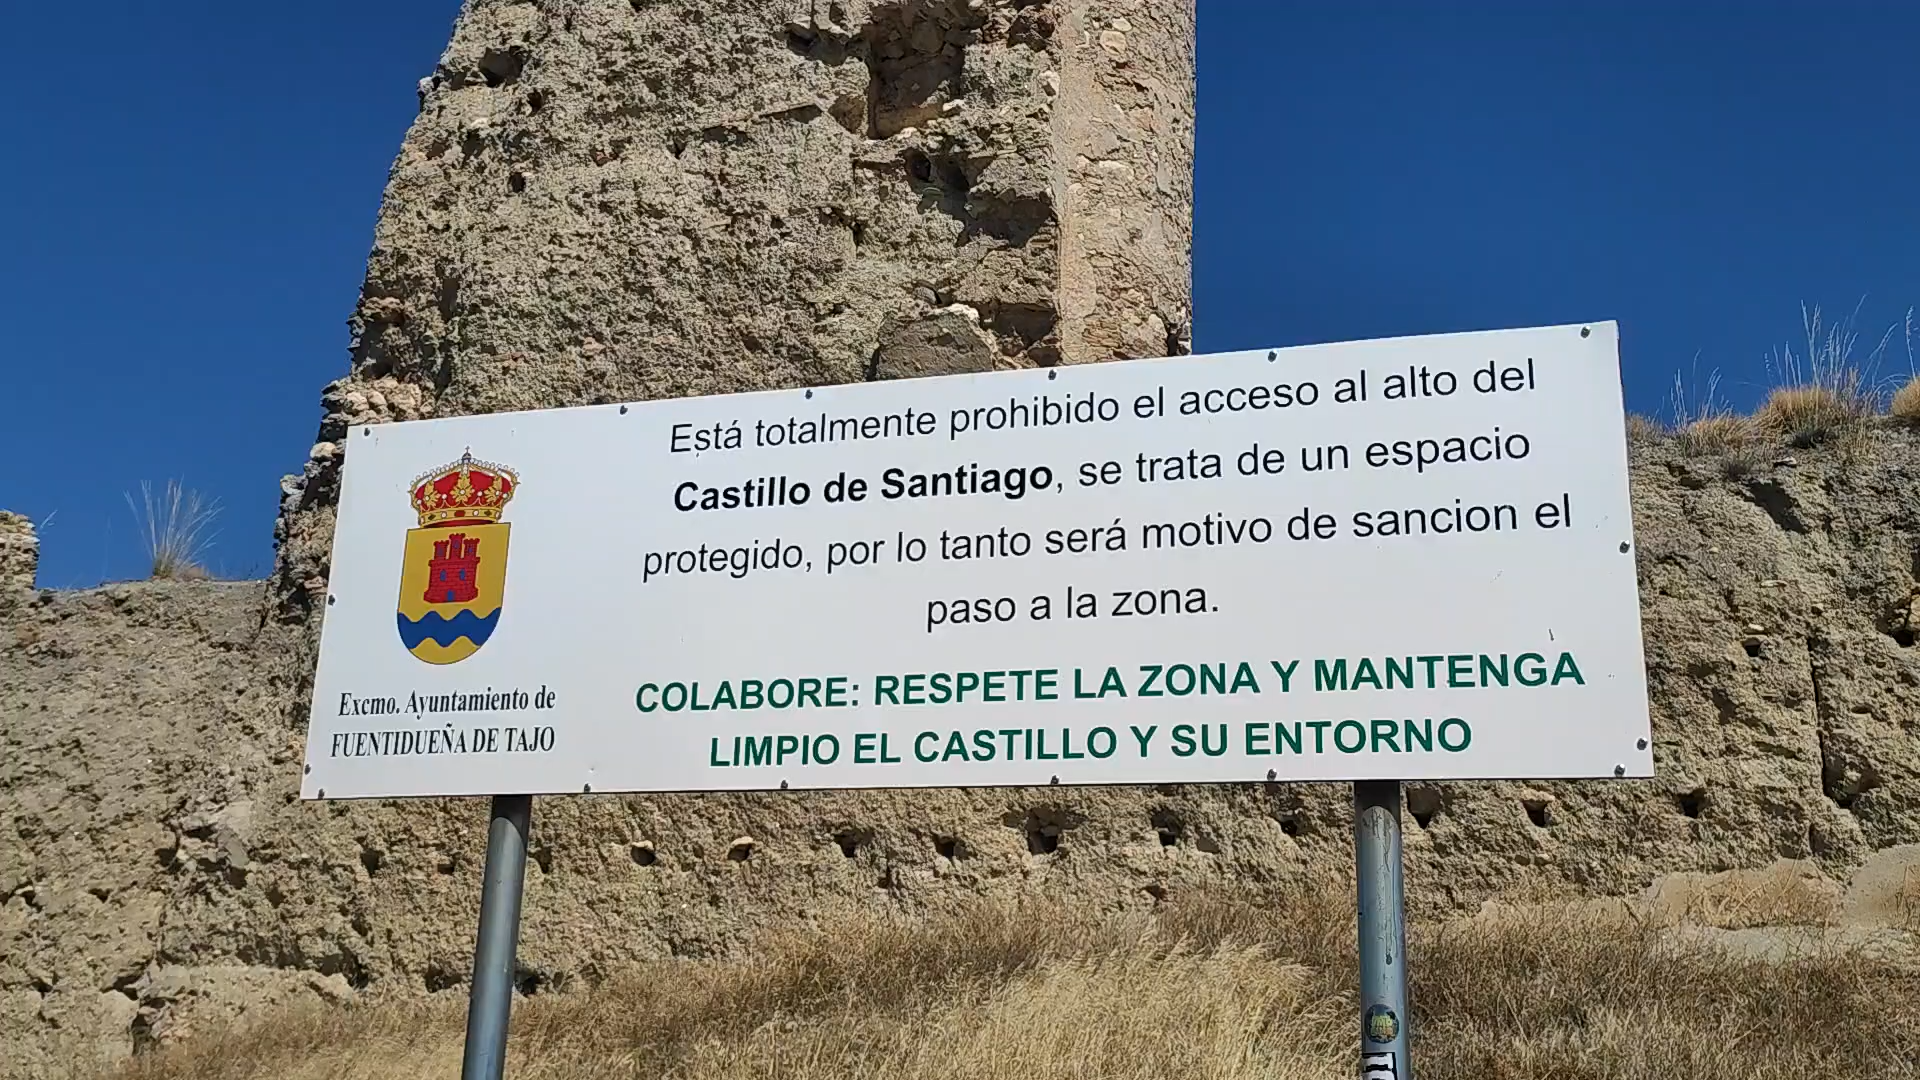 Está totalmente prohibido el acceso al alto del
Castillo de Santiago, se trata de un espacio
protegido, por lo tanto será motivo de sancion el
paso a la zona.
COLABORE: RESPETE LA ZONA Y MANTENGA
LIMPIO EL CASTILLO Y SU ENTORNO
Excmo. Ayuntamiento de
FUENTIDUEÑA DE TAJO